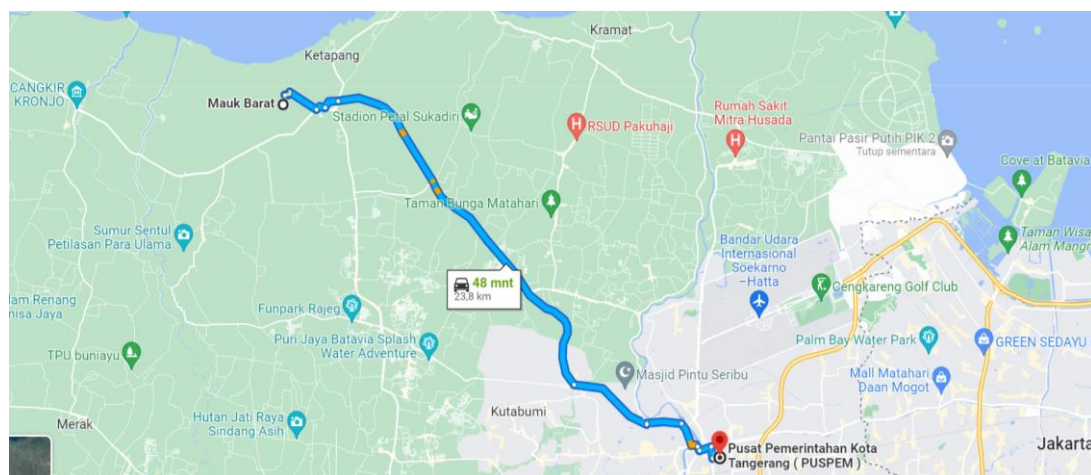 Ketapang
Kramat
CANGKIR
KRONJO
Mauk Barat
Stadion Petal Sukadiri
RSUD Pakuhaji
Rumah Sakit
Mitra Husada
Pantai Pasir Putih PIK 2
Tutup sementara
Cove at Batavia
Taman Bunga Matahari
Sumur Sentul
Petilasan Para Ulama
Taman Wisa
Alam Mangr
Bandar Udara
Internasional
Soekarno
-Hatta
48 mnt
23,8 km
Cengkareng Golf Club
lam Renang
nisa Jaya
Funpark Rajeg
Puri Jaya Batavia Splash
Water Adventure
Palm Bay Water Park
GREEN SEDAYU
TPU buniayu
Masjid Pintu Seribu
Mall Matahari
Daan Mogot
Merak
Hutan Jati Raya
Sindang Asih
Kutabumi
Pusat Pemerintahan Kota
Tangerang ( PUSPEM )
Jakarta